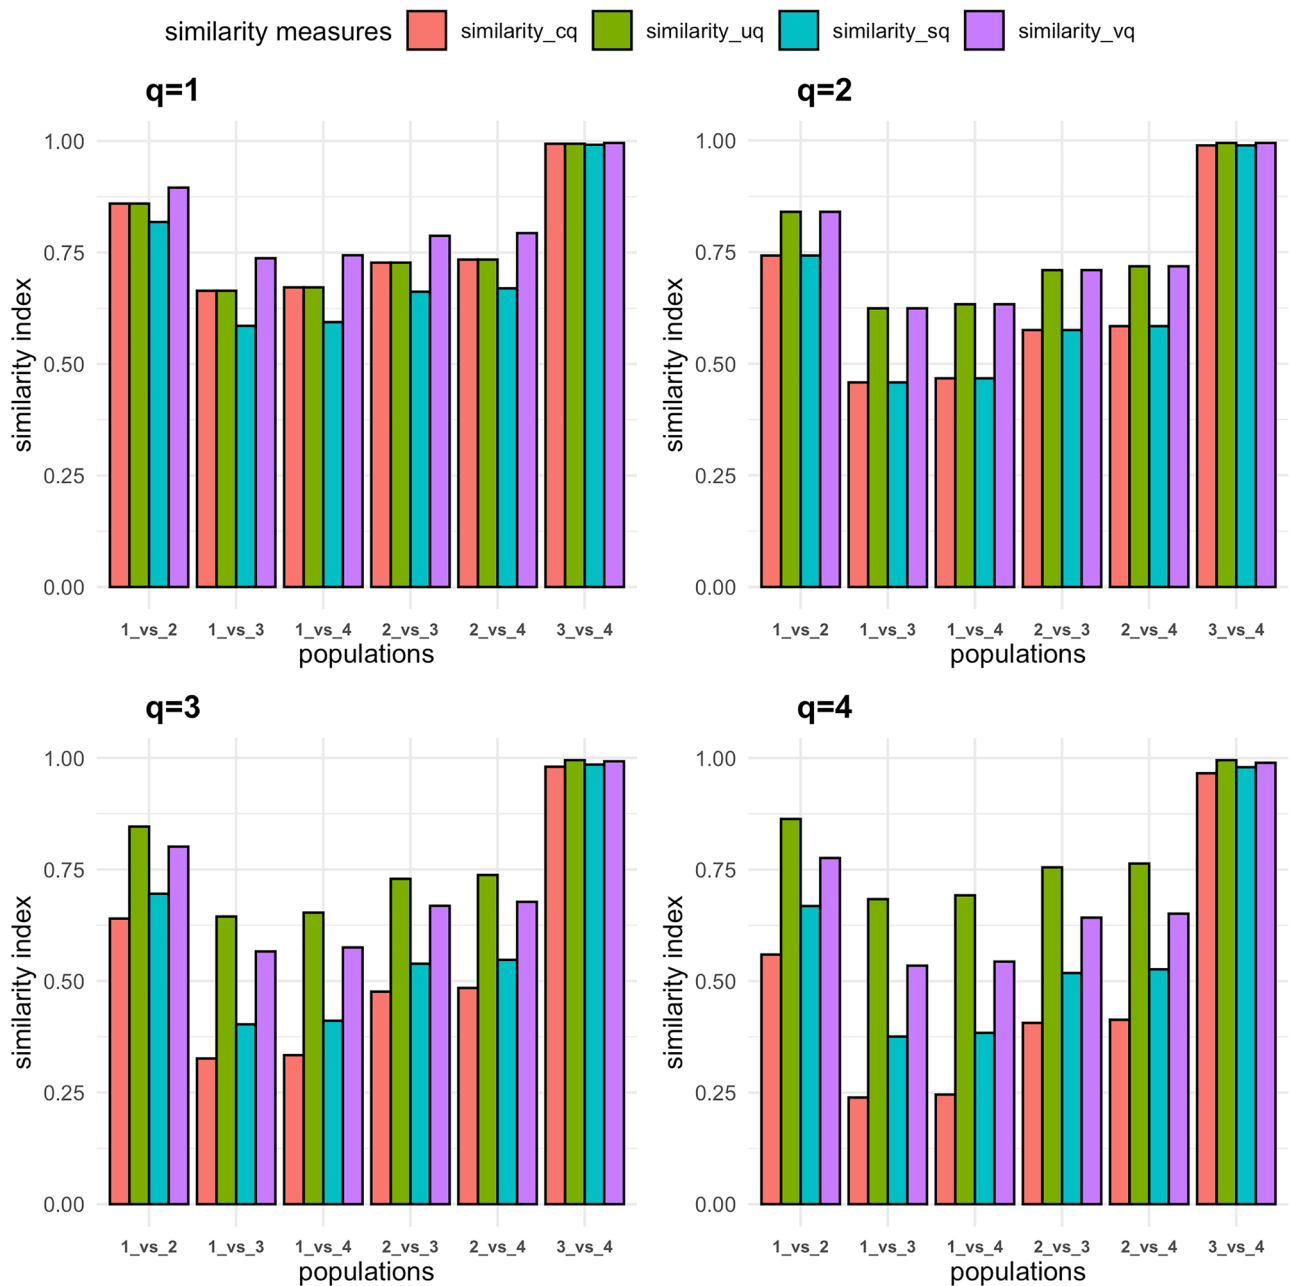 similarity measures similarity_cq similarity_uq similarity_sq similarity_vq
q=1
similarity index
1.00
0.75
0.50
0.25
0.00
1_vs_2 1_vs_3 1_vs_4 2_vs_3 2_vs_4 3_vs_4
populations
q=2
similarity index
1.00
0.75
0.50
0.25
0.00
1_vs_2 1_vs_3 1_vs_4 2_vs_3 2_vs_4 3_vs_4
populations
q=3
similarity index
1.00
0.75
0.50
0.25
0.00
1_vs_2 1_vs_3 1_vs_4 2_vs_3 2_vs_4 3_vs_4
populations
q=4
similarity index
1.00
0.75
0.50
0.25
0.00
1_vs_2 1_vs_3 1_vs_4 2_vs_3 2_vs_4 3_vs_4
populations